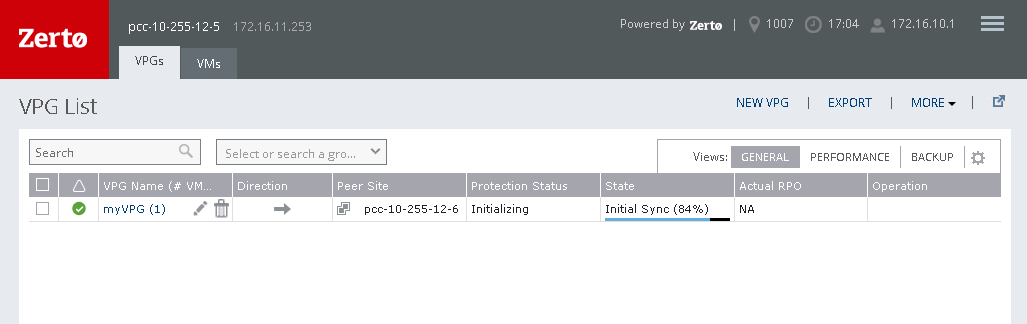 Zerto
pcc-10-255-12-5 172.16.11.253
Powered by Zerto | 1007 17:04 172.16.10.1
VPGs VMs
VPG List
NEW VPG | EXPORT | MORE |
Search
Select or search a gro...
Views: GENERAL PERFORMANCE BACKUP
VPG Name (# VM... Direction Peer Site Protection Status State Actual RPO Operation
myVPG (1) pcc-10-255-12-6 Initializing Initial Sync (84%) NA